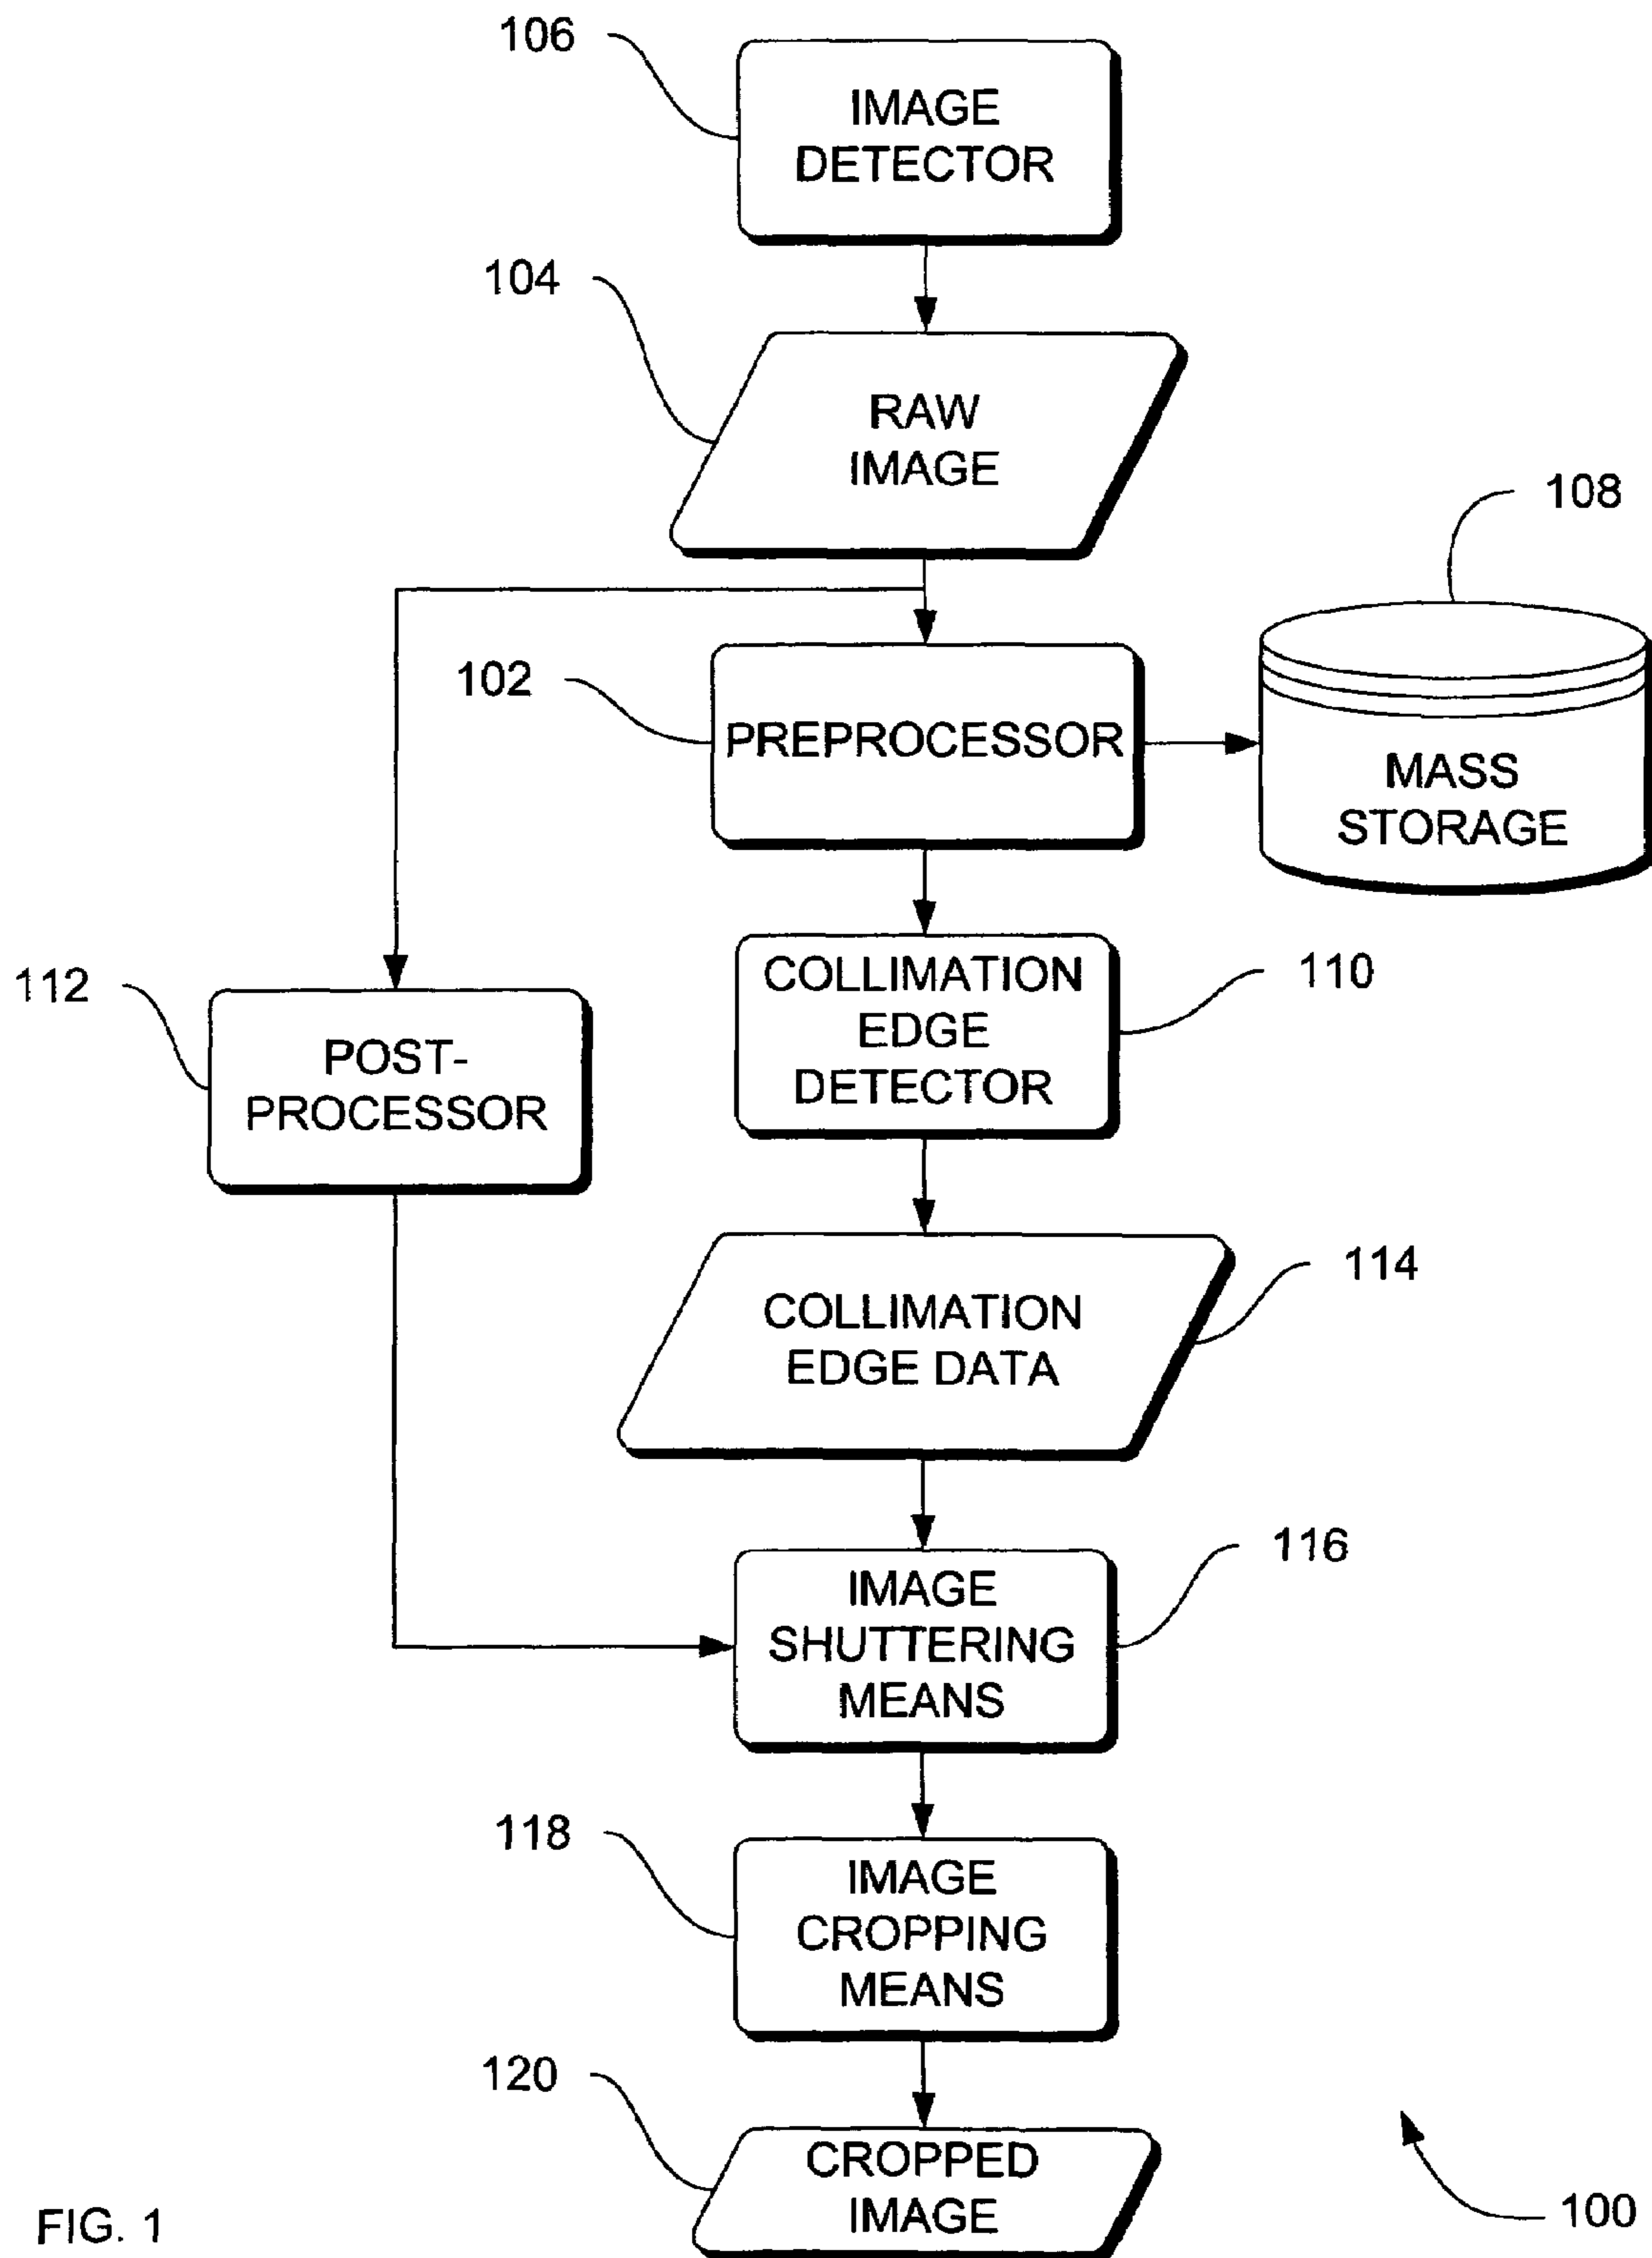 106
IMAGE
DETECTOR
104
RAW
IMAGE
108
102
PREPROCESSOR
MASS
STORAGE
112
COLLIMATION
EDGE
DETECTOR
110
POST-
PROCESSOR
COLLIMATION
EDGE DATA
114
IMAGE
SHUTTERING
MEANS
116
118
IMAGE
CROPPING
MEANS
120
CROPPED
IMAGE
FIG. 1
100